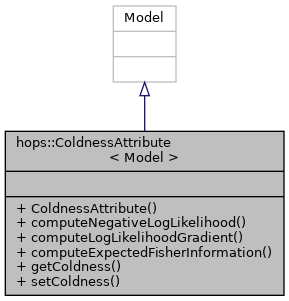 Model
hops::ColdnessAttribute
< Model >
+ ColdnessAttribute()
+ computeNegativeLogLikelihood()
+ computeLogLikelihoodGradient()
+ computeExpectedFisherInformation()
+ getColdness()
+ setColdness()